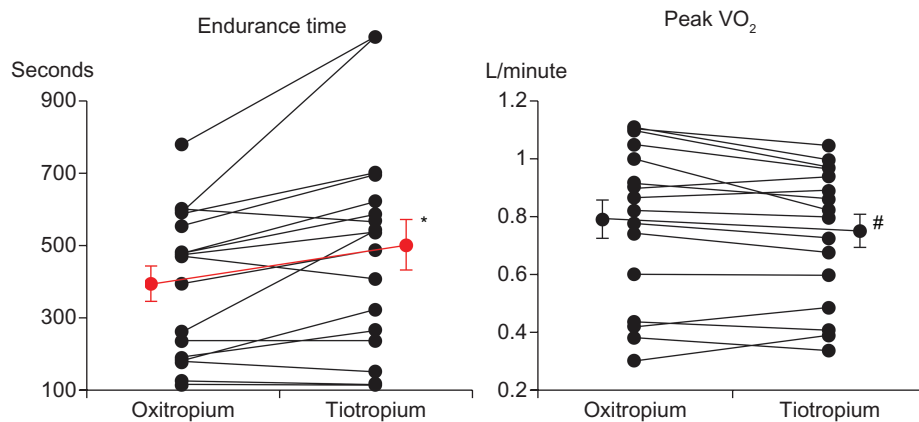 Endurance time
Seconds
900
700
500
300
100
*
Oxitropium
Tiotropium
Peak VO₂
L/minute
1.2
1
0.8
0.6
0.4
0.2
#
Oxitropium
Tiotropium